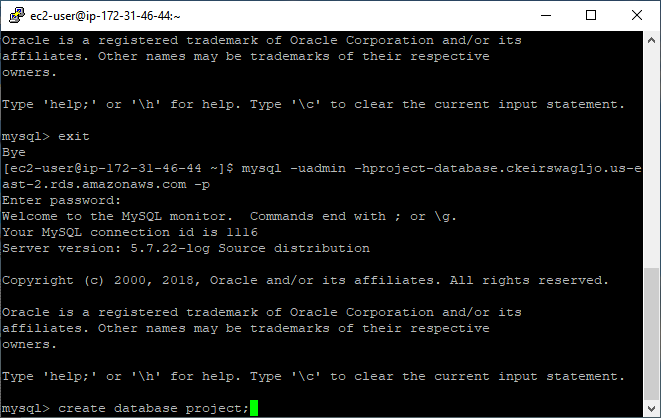 ec2-user@ip-172-31-46-44:~
Oracle is a registered trademark of Oracle Corporation and/or its
affiliates. Other names may be trademarks of their respective
owners.
Type 'help;' or '\h' for help. Type '\c' to clear the current input statement.
mysql> exit
Bye
[ec2-user@ip-172-31-46-44 ~]$ mysql -uadmin -hproject-database.ckeirswagljo.us-e
ast-2.rds.amazonaws.com -p
Enter password:
Welcome to the MySQL monitor.  Commands end with ; or \g.
Your MySQL connection id is 1116
Server version: 5.7.22-log Source distribution
Copyright (c) 2000, 2018, Oracle and/or its affiliates. All rights reserved.
Oracle is a registered trademark of Oracle Corporation and/or its
affiliates. Other names may be trademarks of their respective
owners.
Type 'help;' or '\h' for help. Type '\c' to clear the current input statement.
mysql> create database project;